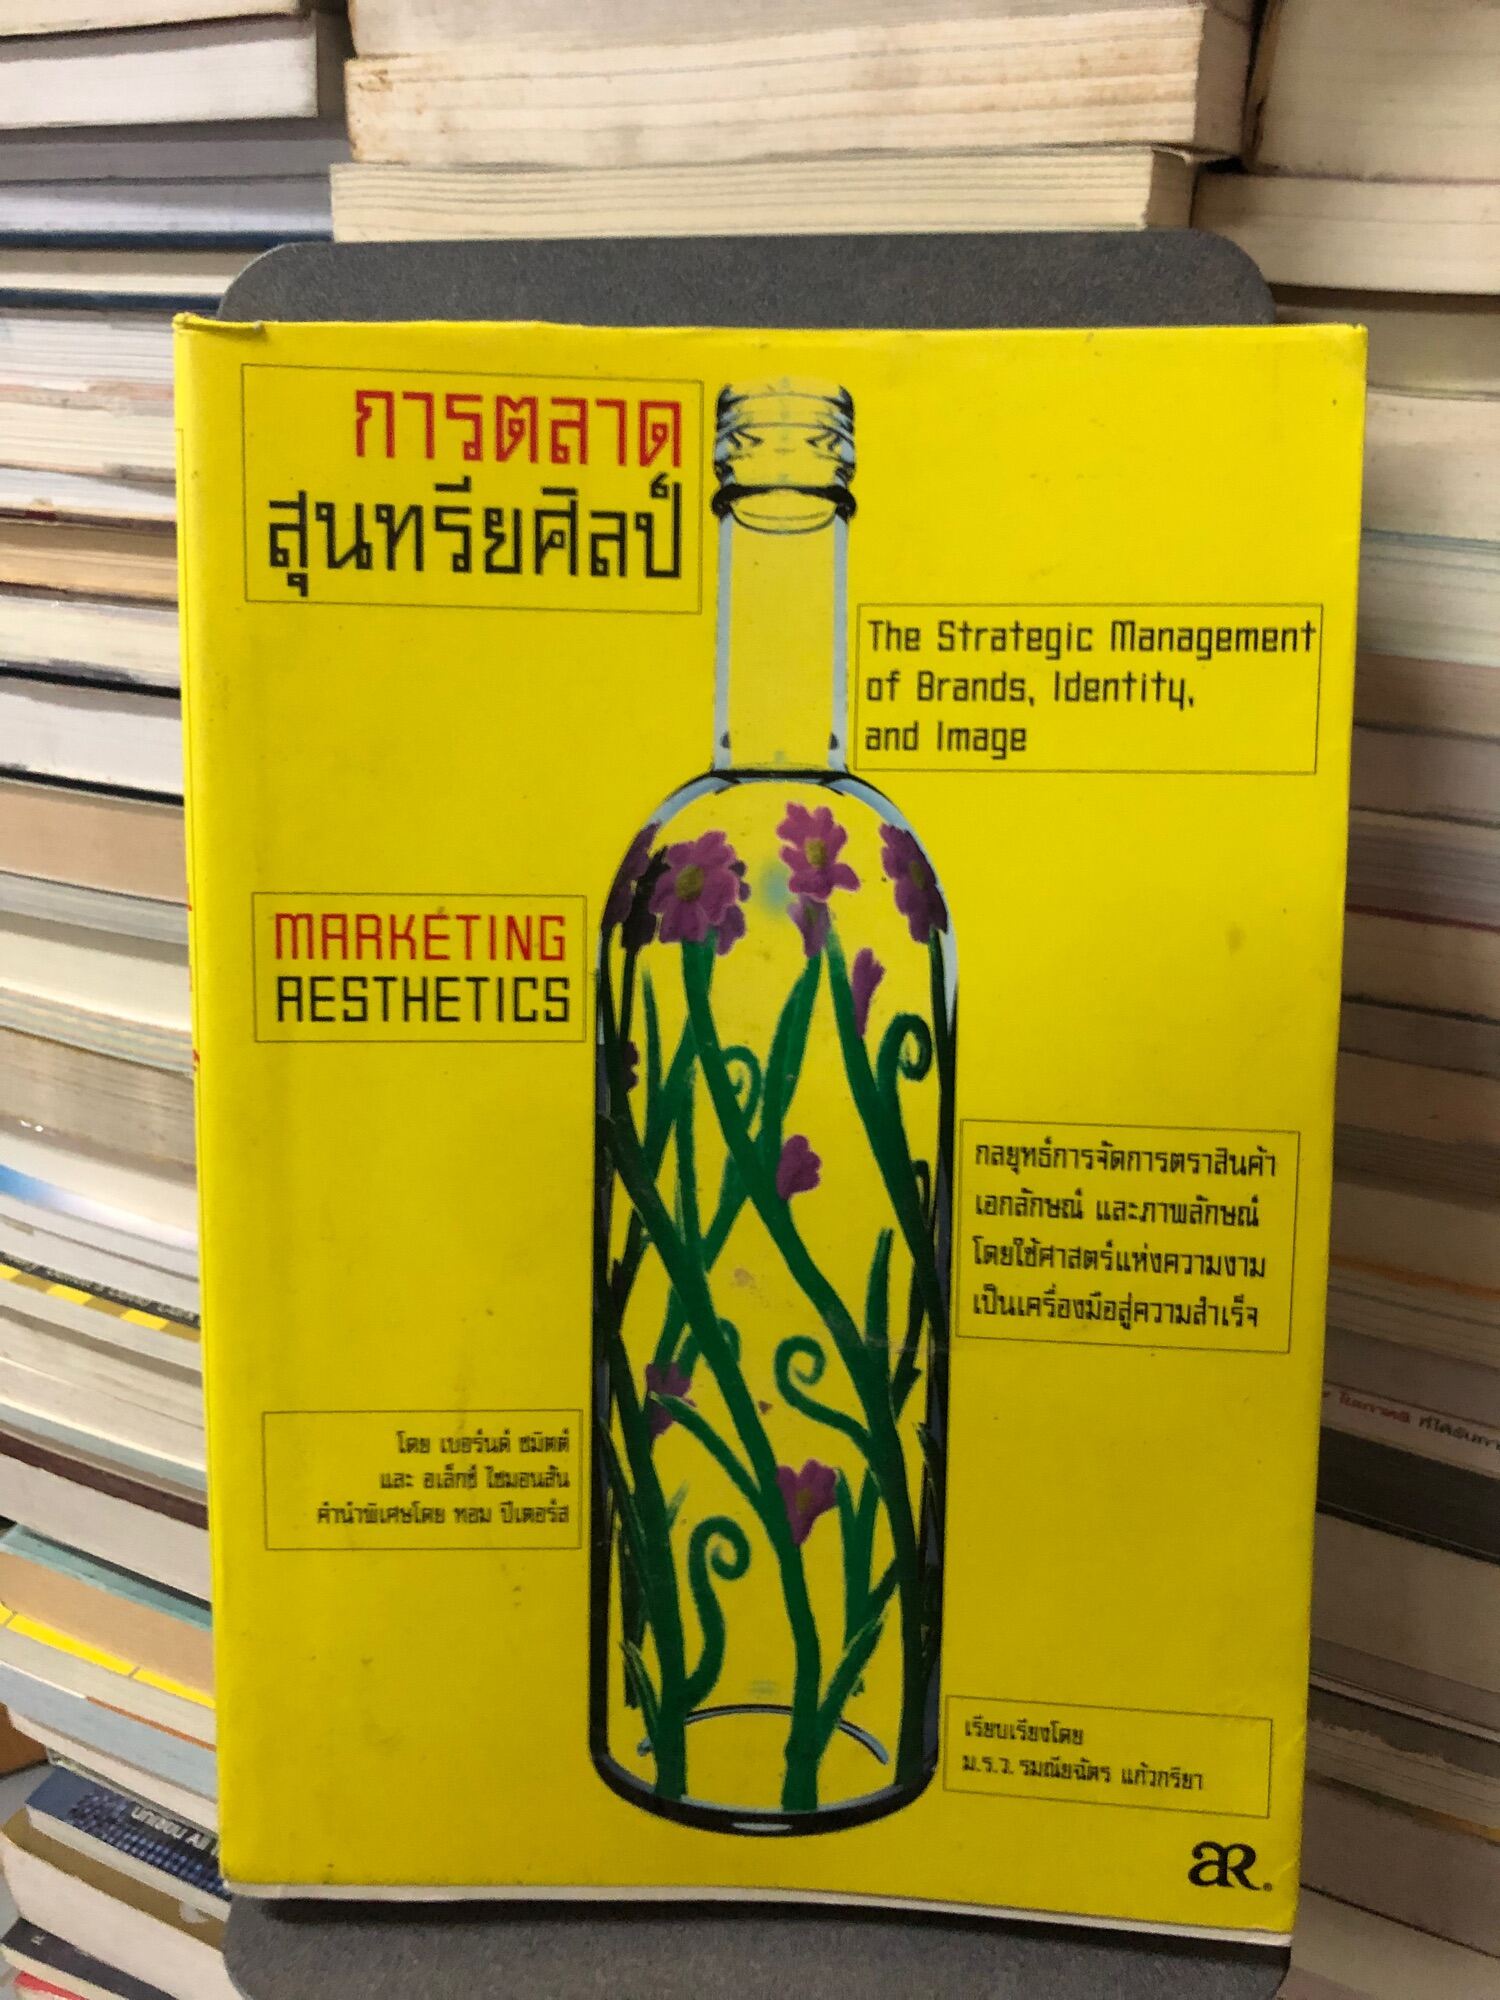 การตลาด
สุนทรียศิลป์
The Strategic Management
of Brands, Identity,
and Image
MARKETING
AESTHETICS
กลยุทธ์การจัดการตราสินค้า
เอกลักษณ์ และภาพลักษณ์
โดยใช้ศาสตร์แห่งความงาม
เป็นเครื่องมือสู่ความสำเร็จ
โดย เบอร์นด์ ชมิตต์
และ อเล็กซ์ ไซมอนสัน
คำนำพิเศษโดย ทอม ปีเตอร์ส
เรียบเรียงโดย
ม.ร.ว. รมณียฉัตร แก้วกริยา
aR®